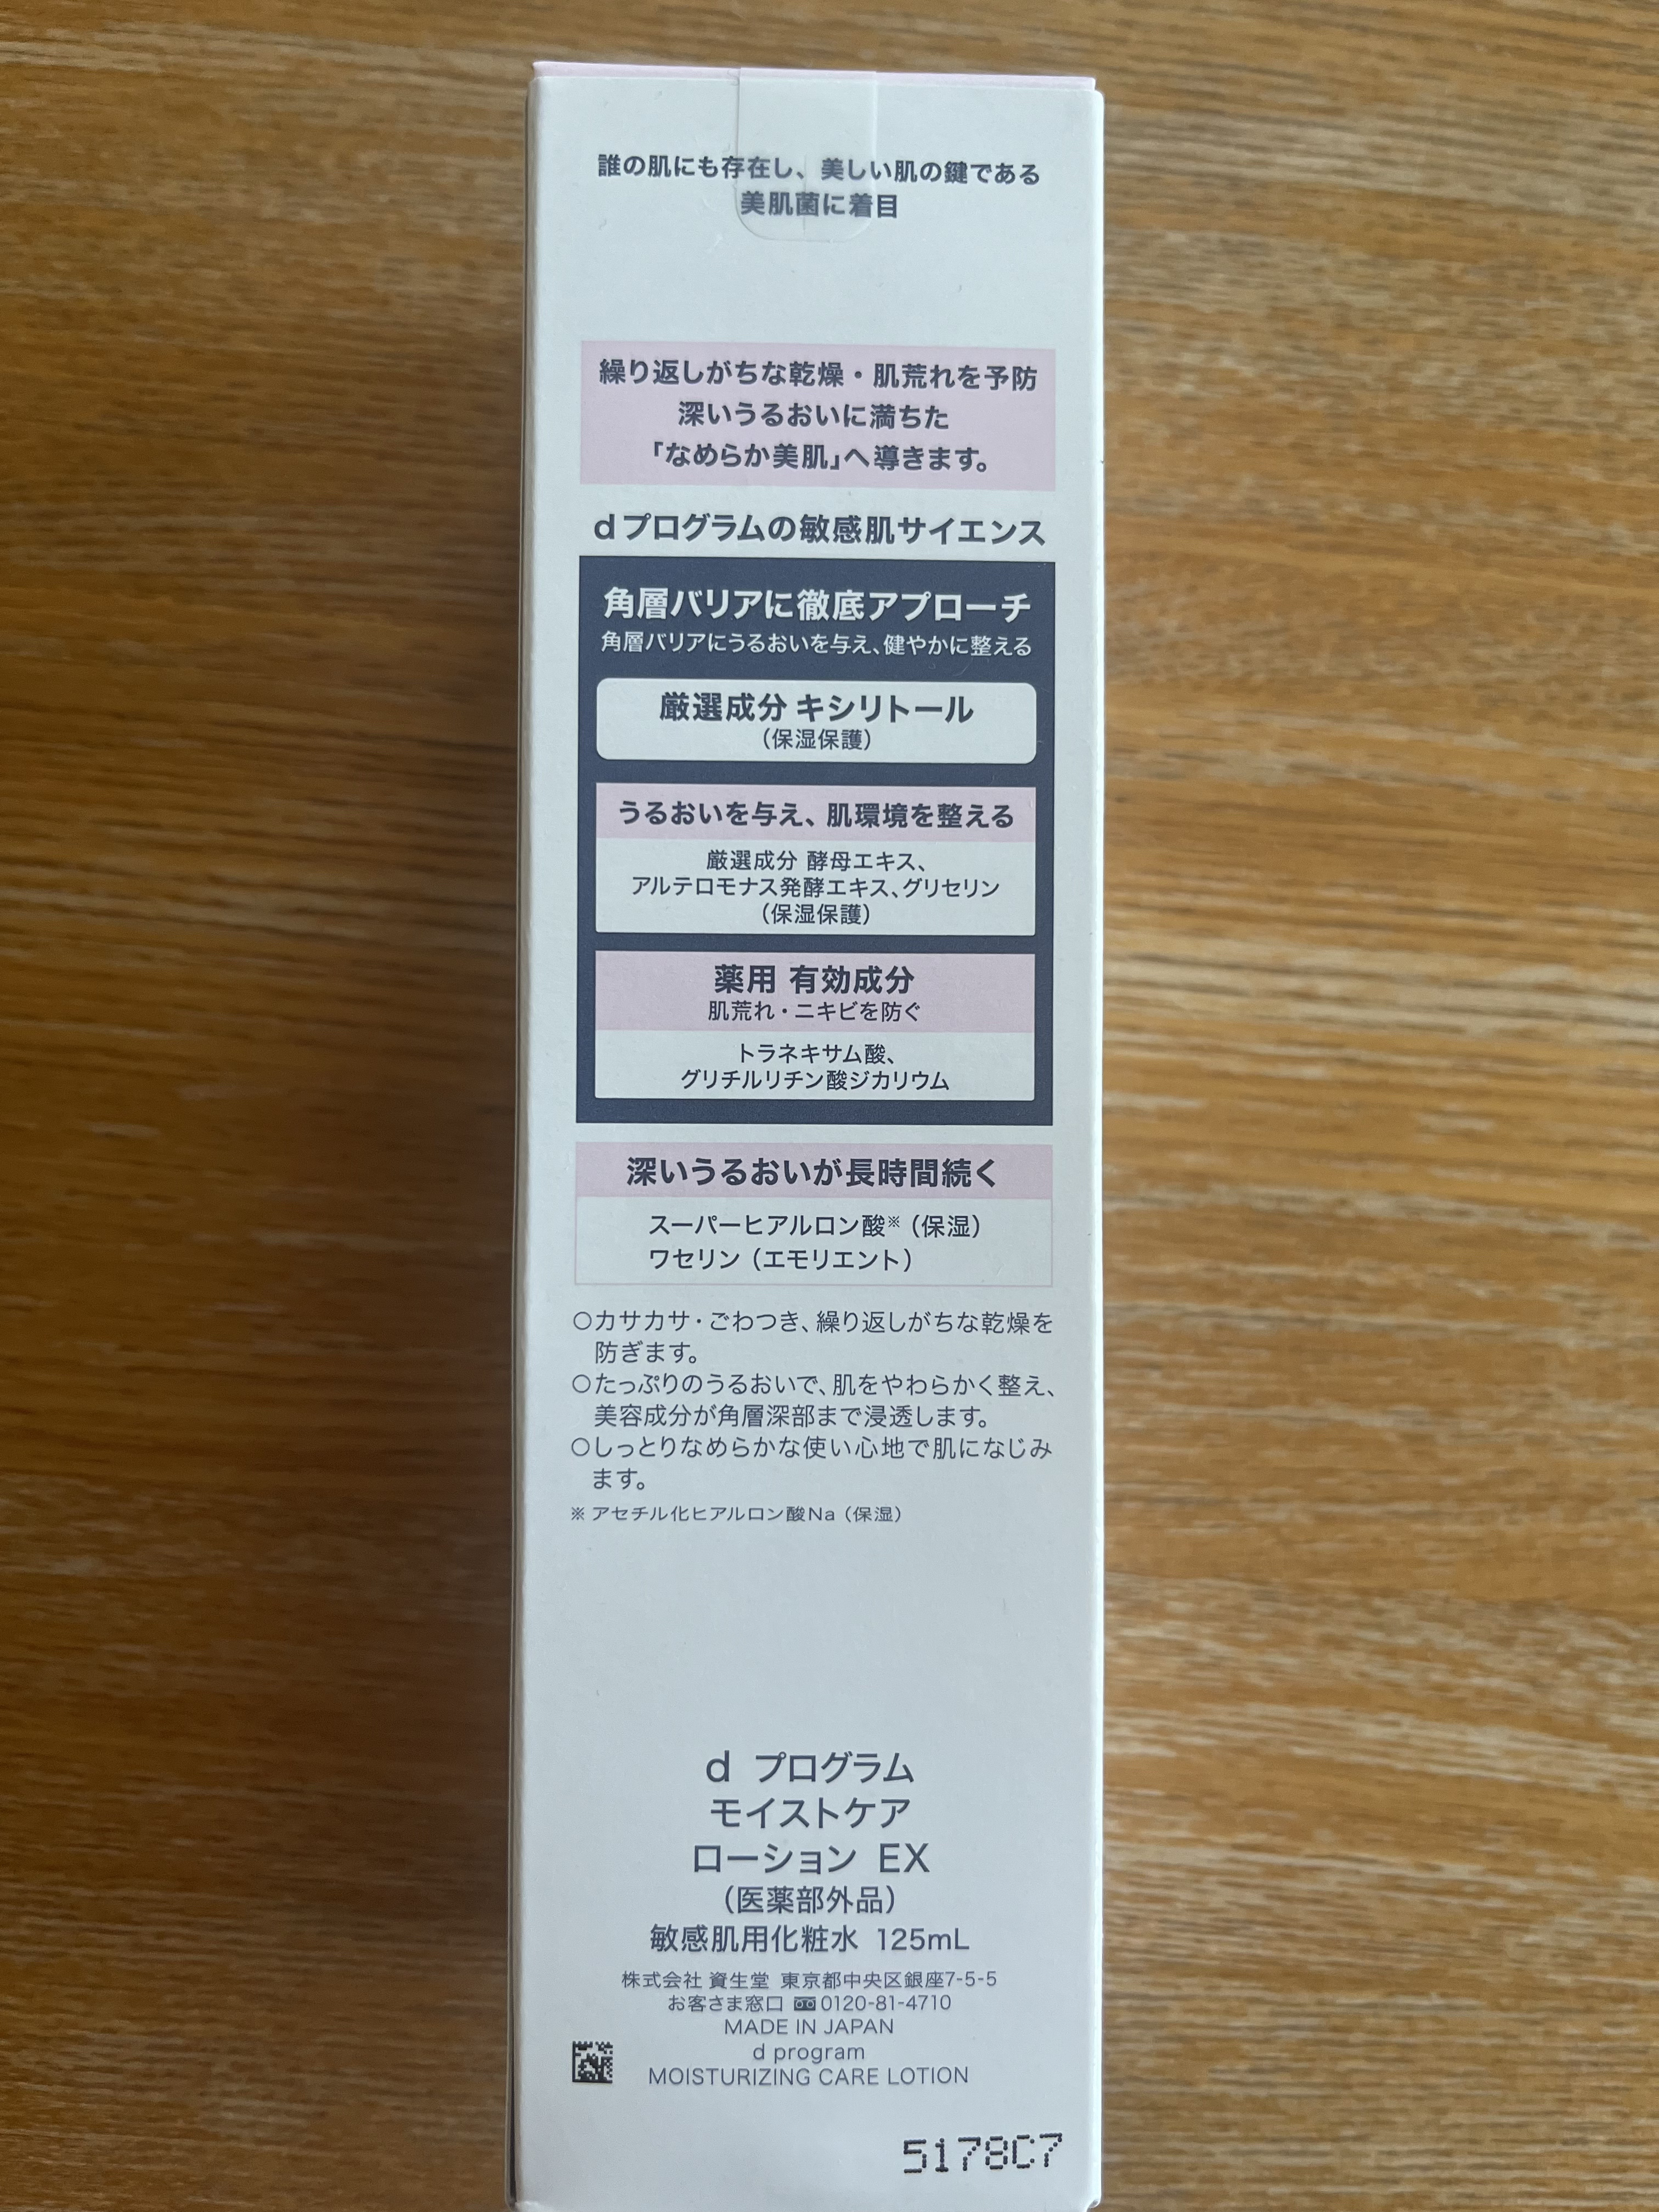 誰の肌にも存在し、美しい肌の鍵である
美肌菌に着目
繰り返しがちな乾燥・肌荒れを予防
深いうるおいに満ちた
「なめらか美肌」へ導きます。
dプログラムの敏感肌サイエンス
角層バリアに徹底アプローチ
角層バリアにうるおいを与え、健やかに整える
厳選成分 キシリトール
（保湿保護）
うるおいを与え、肌環境を整える
厳選成分 酵母エキス、
アルテロモナス発酵エキス、グリセリン
（保湿保護）
薬用 有効成分
肌荒れ・ニキビを防ぐ
トラネキサム酸、
グリチルリチン酸ジカリウム
深いうるおいが長時間続く
スーパーヒアルロン酸※（保湿）
ワセリン（エモリエント）
○カサカサ・ごわつき、繰り返しがちな乾燥を
防ぎます。
○たっぷりのうるおいで、肌をやわらかく整え、
美容成分が角層深部まで浸透します。
○しっとりなめらかな使い心地で肌になじみ
ます。
※ アセチル化ヒアルロン酸Na（保湿）
d プログラム
モイストケア
ローション EX
（医薬部外品）
敏感肌用化粧水 125mL
株式会社 資生堂 東京都中央区銀座7-5-5
お客さま窓口 0120-81-4710
MADE IN JAPAN
d program
MOISTURIZING CARE LOTION
5178C7